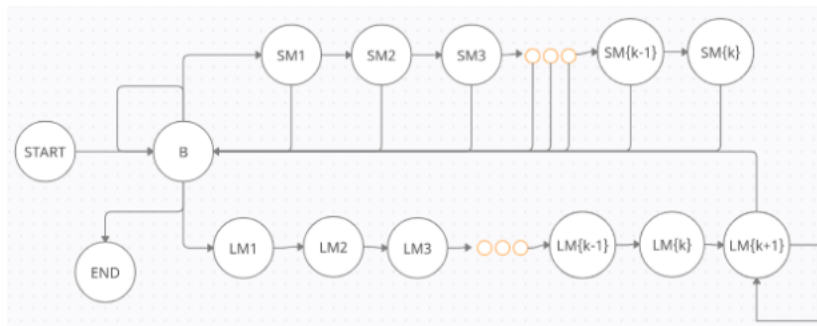 SM1 SM2 SM3 SM{k-1} SM{k}
START B
LM1 LM2 LM3 LM{k-1} LM{k} LM{k+1}
END